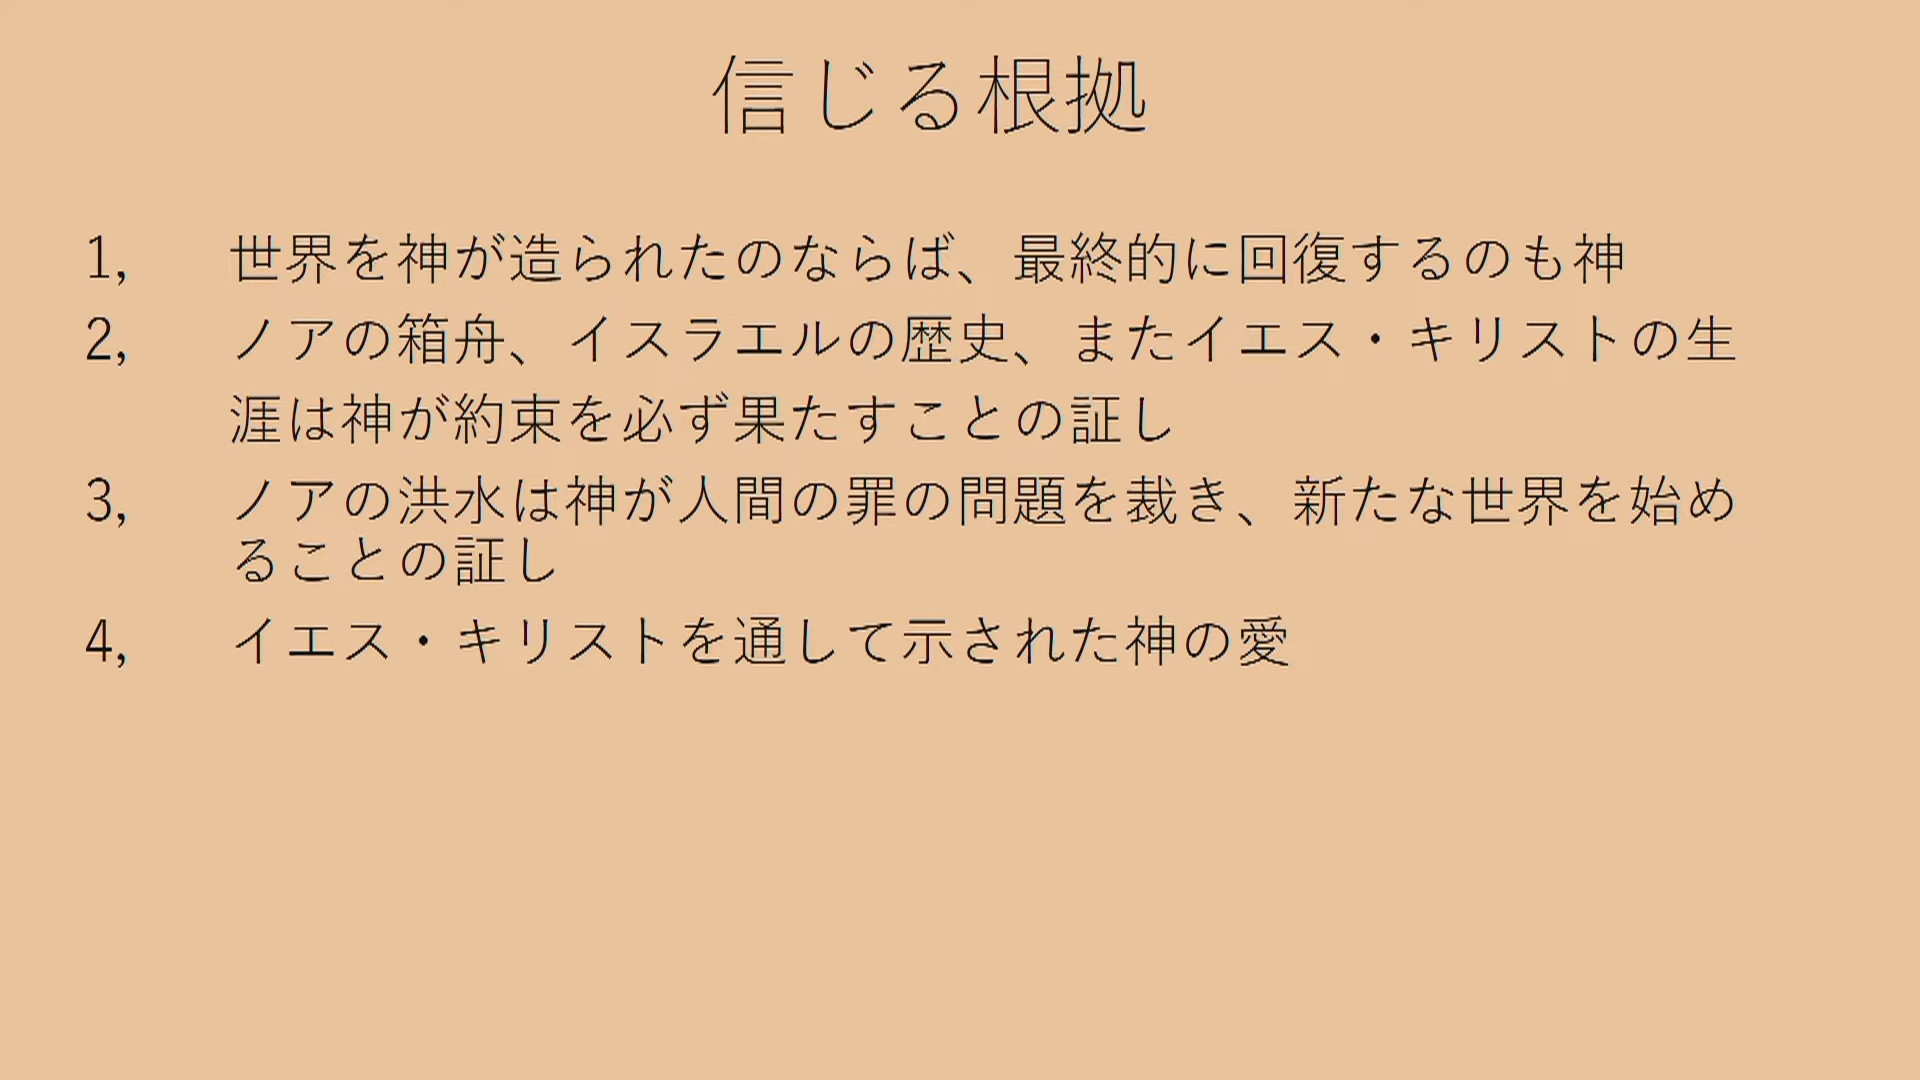 信じる根拠
1, 世界を神が造られたのならば、最終的に回復するのも神
2, ノアの箱舟、イスラエルの歴史、またイエス・キリストの生
涯は神が約束を必ず果たすことの証し
3, ノアの洪水は神が人間の罪の問題を裁き、新たな世界を始め
ることの証し
4, イエス・キリストを通して示された神の愛